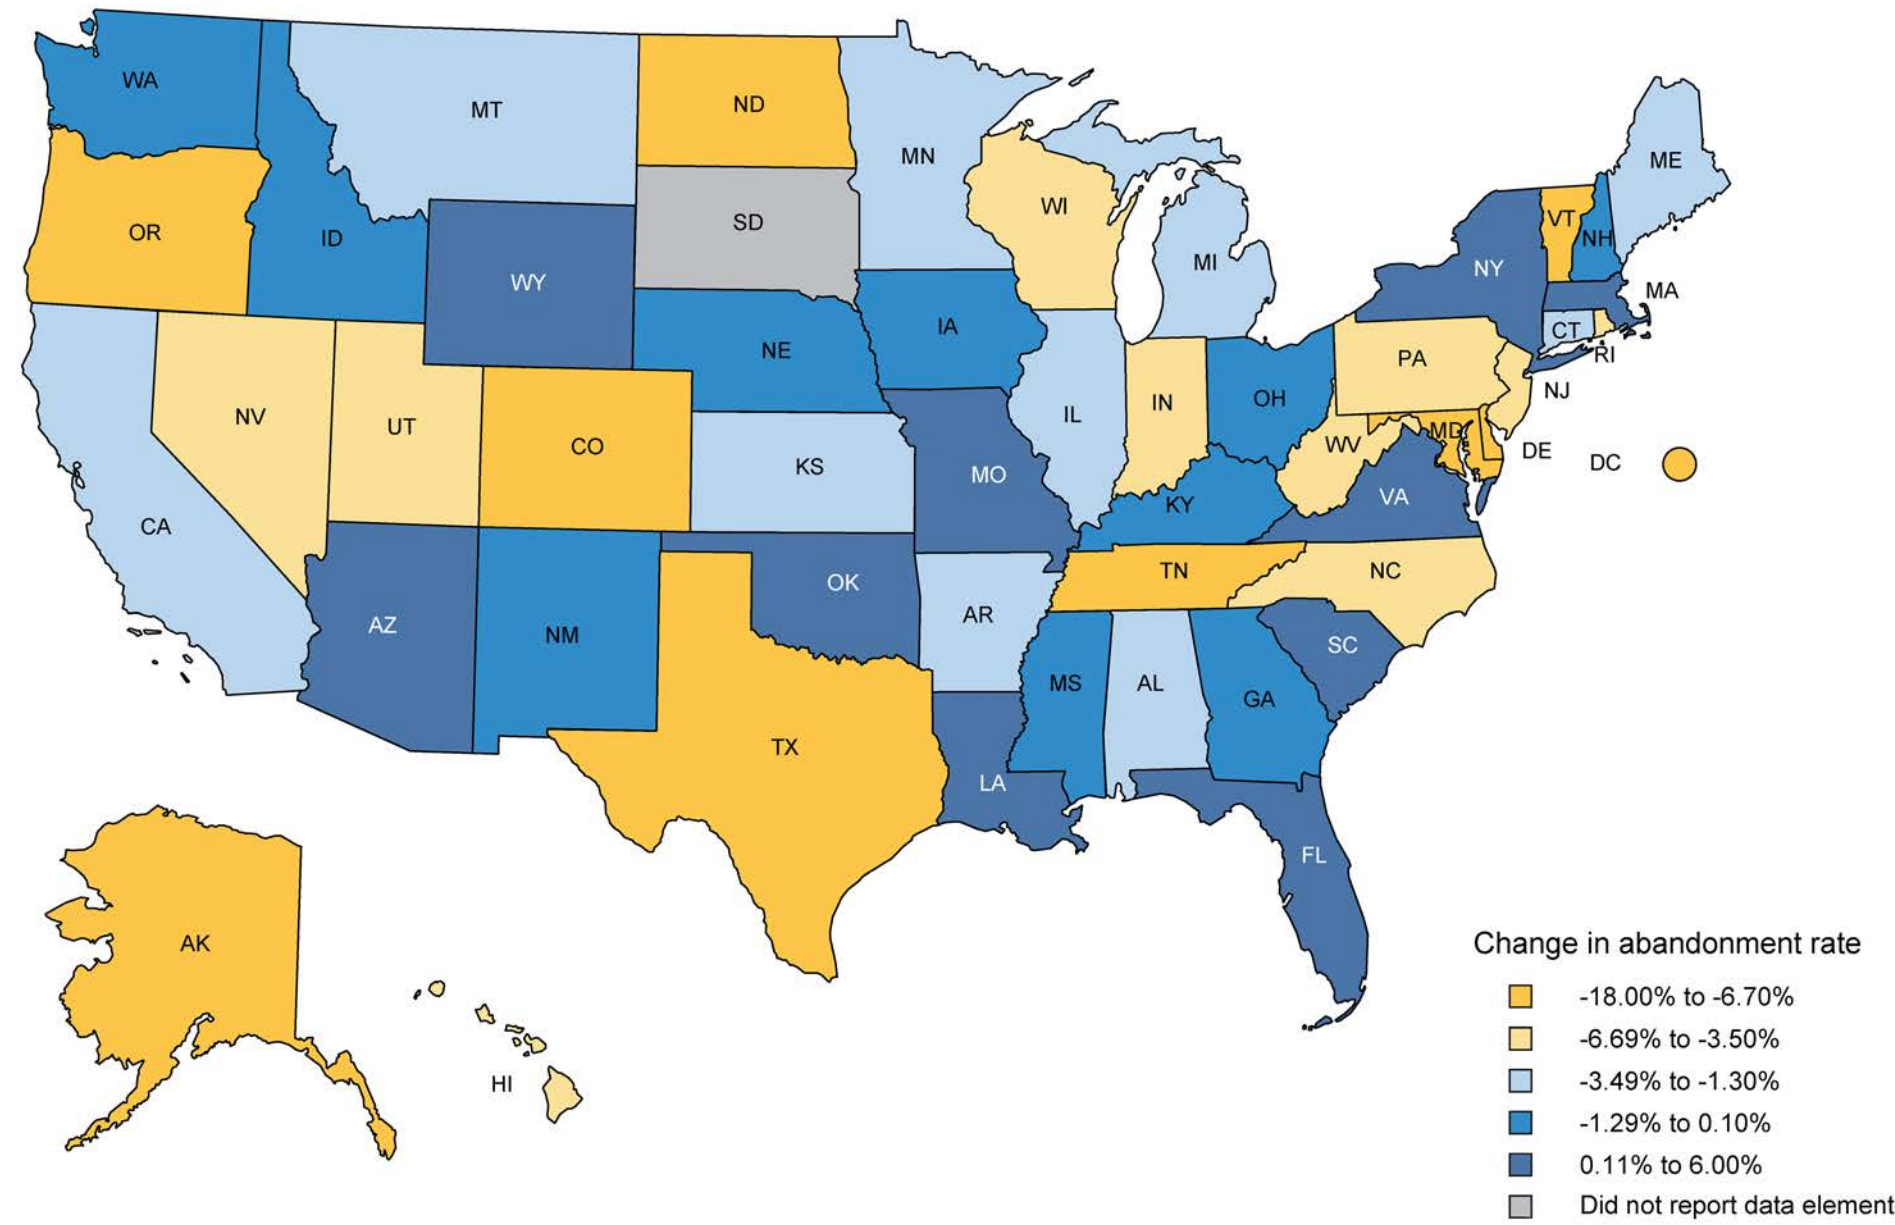 WA
MT
ND
MN
ME
OR
ID
SD
WI
VT
NH
WY
MI
NY
MA
IA
NE
CT
RI
PA
NJ
NV
UT
CO
KS
MO
IL
IN
OH
WV
MD
DE
DC
CA
KY
VA
AZ
NM
OK
AR
TN
NC
MS
AL
GA
SC
TX
LA
FL
AK
HI
Change in abandonment rate
-18.00% to -6.70%
-6.69% to -3.50%
-3.49% to -1.30%
-1.29% to 0.10%
0.11% to 6.00%
Did not report data element